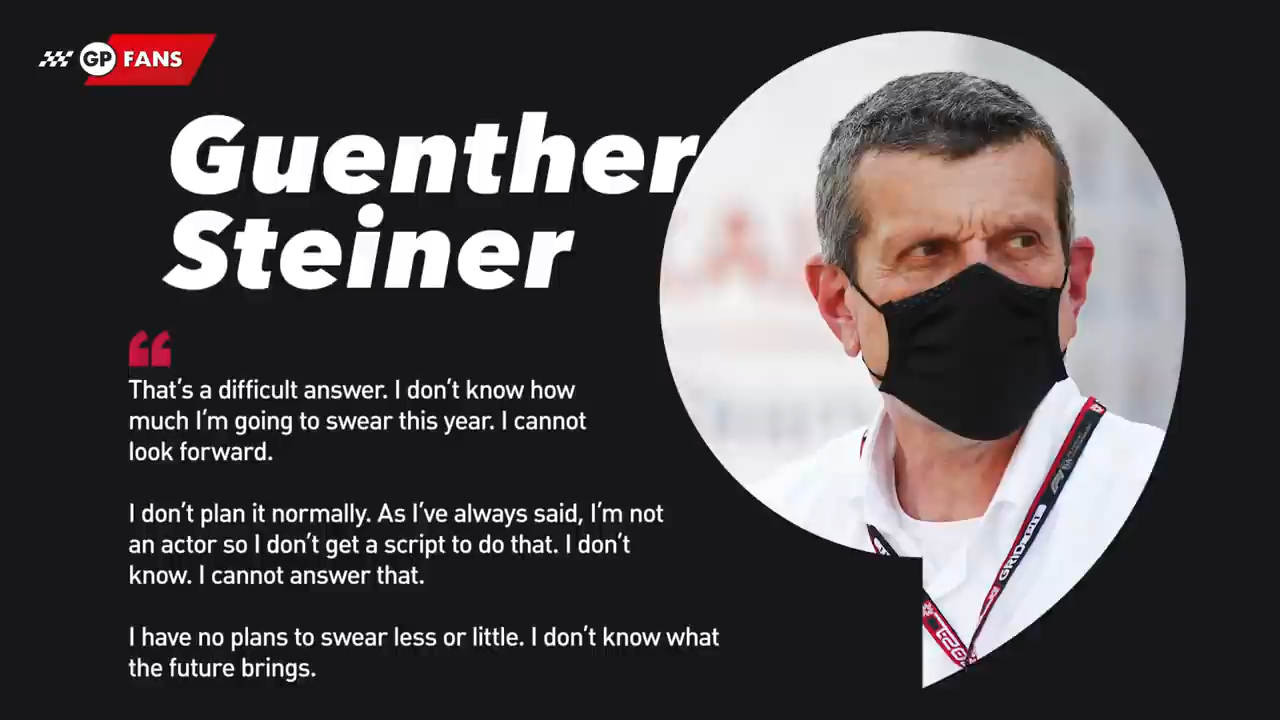 GP FANS
Guenther
Steiner
That's a difficult answer. I don't know how
much I'm going to swear this year. I cannot
look forward.
I don't plan it normally. As I've always said, I'm not
an actor so I don't get a script to do that. I don't
know. I cannot answer that.
I have no plans to swear less or little. I don't know what
the future brings.
F1
GRID